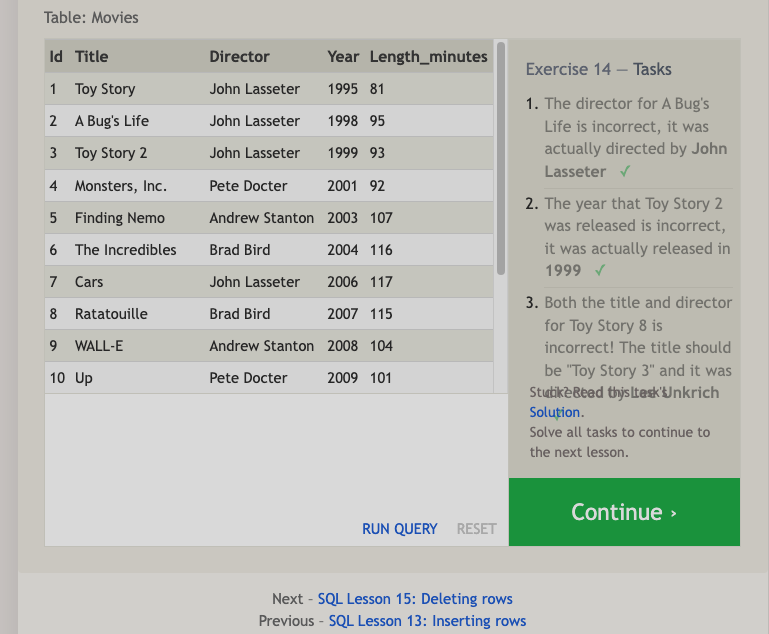 Table: Movies
Id Title Director Year Length_minutes
1 Toy Story John Lasseter 1995 81
2 A Bug's Life John Lasseter 1998 95
3 Toy Story 2 John Lasseter 1999 93
4 Monsters, Inc. Pete Docter 2001 92
5 Finding Nemo Andrew Stanton 2003 107
6 The Incredibles Brad Bird 2004 116
7 Cars John Lasseter 2006 117
8 Ratatouille Brad Bird 2007 115
9 WALL-E Andrew Stanton 2008 104
10 Up Pete Docter 2009 101
RUN QUERY RESET
Exercise 14 — Tasks
1. The director for A Bug's
Life is incorrect, it was
actually directed by John
Lasseter ✓
2. The year that Toy Story 2
was released is incorrect,
it was actually released in
1999 ✓
3. Both the title and director
for Toy Story 8 is
incorrect! The title should
be "Toy Story 3" and it was
directed by Lee Unkrich
Stuck? Read this task's
Solution.
Solve all tasks to continue to
the next lesson.
Continue ›
Next – SQL Lesson 15: Deleting rows
Previous – SQL Lesson 13: Inserting rows